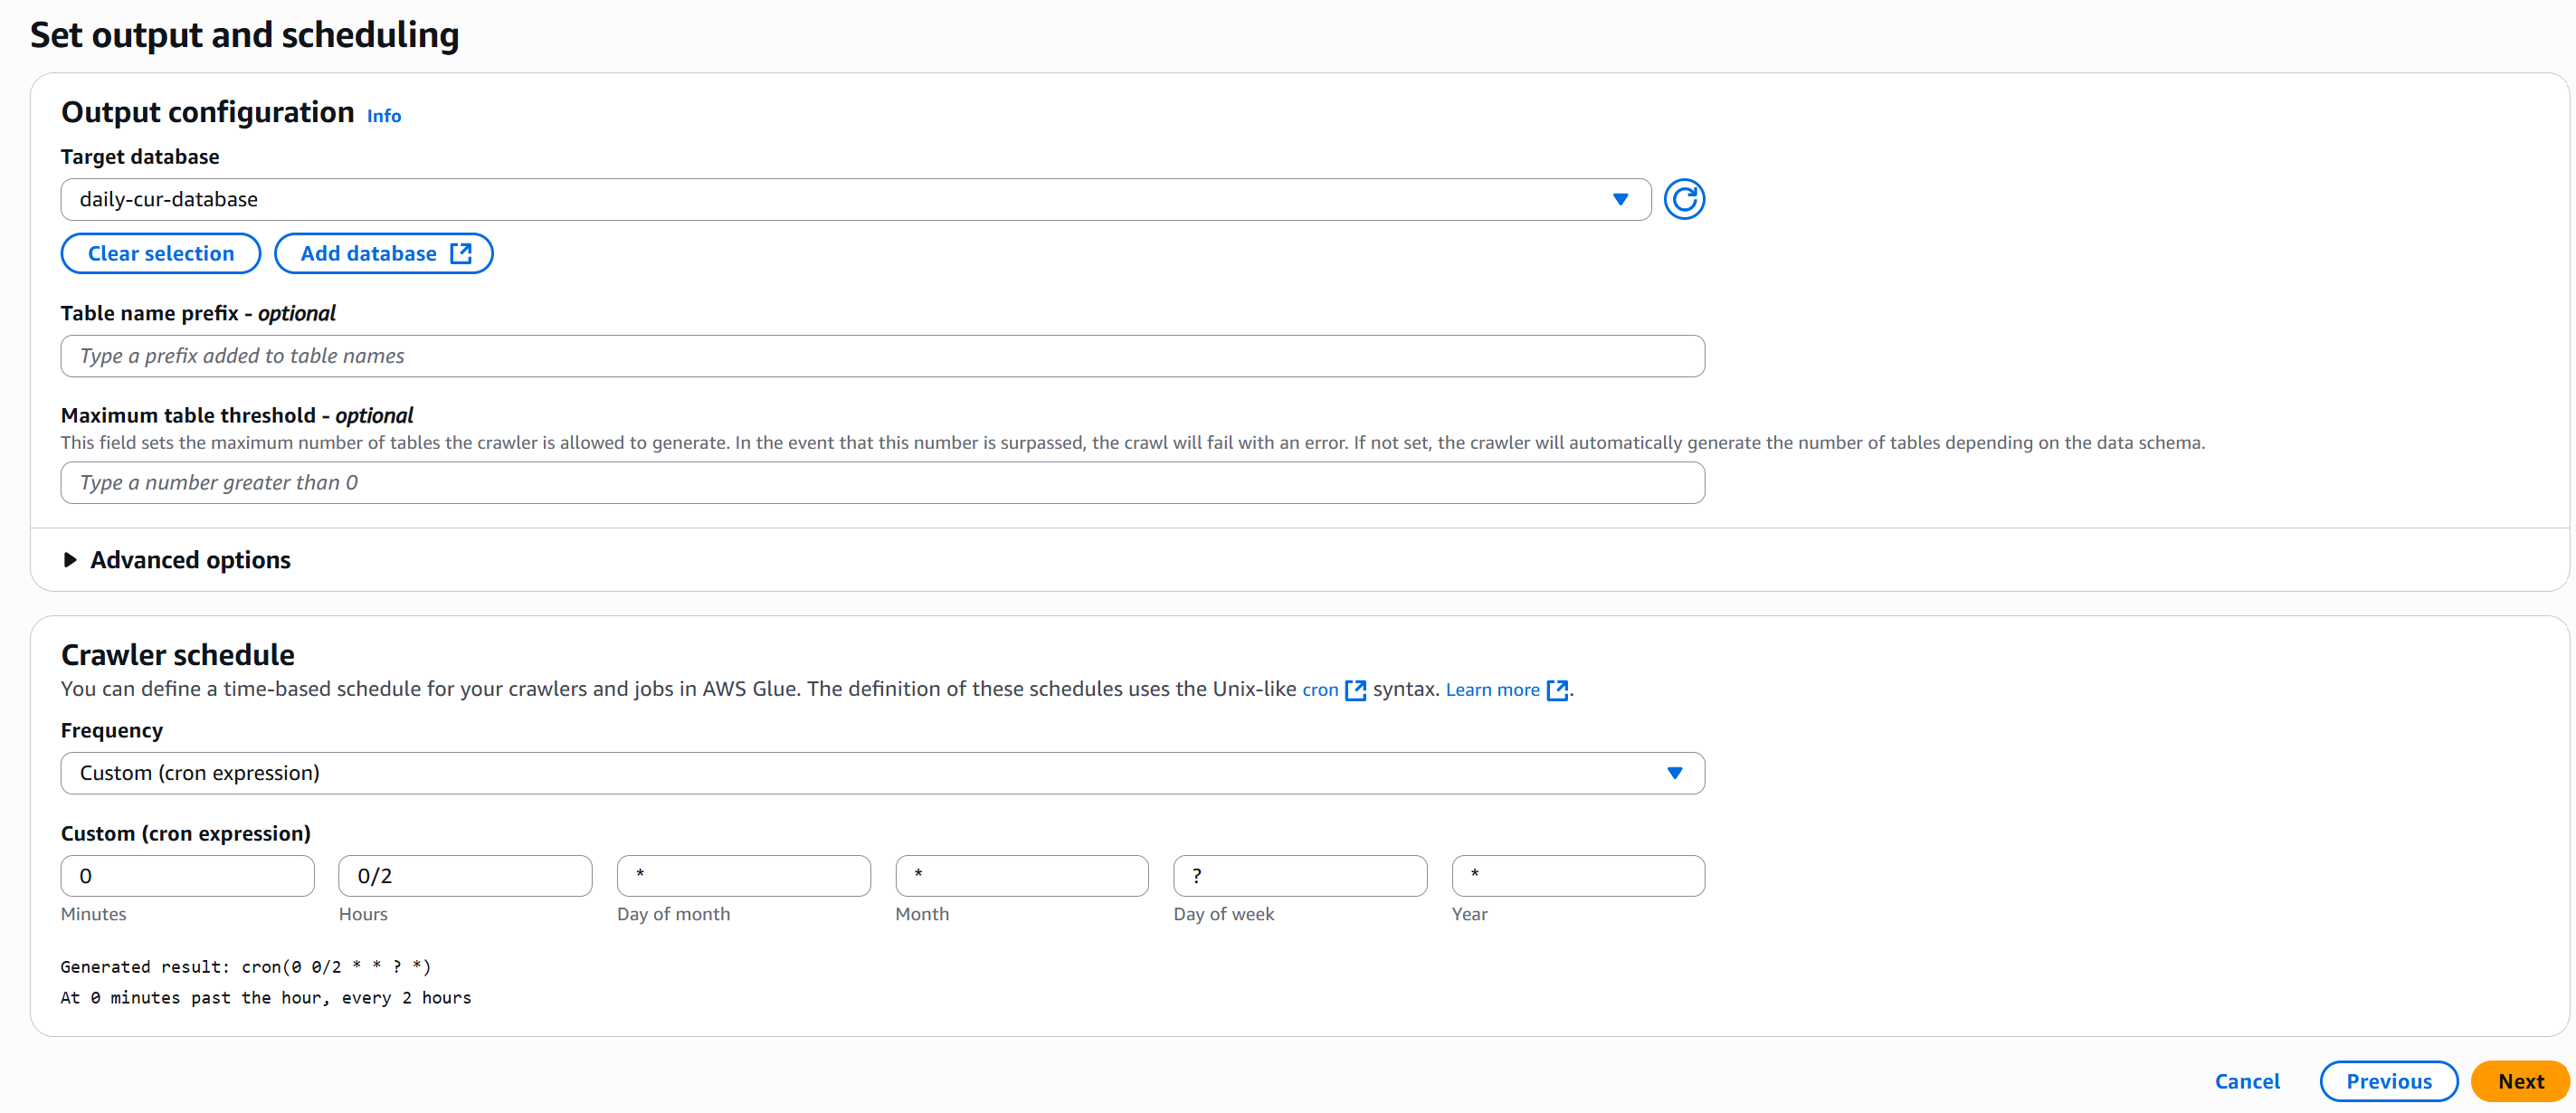 Set output and scheduling
Output configuration Info
Target database
daily-cur-database
Clear selection Add database
Table name prefix - optional
Type a prefix added to table names
Maximum table threshold - optional
This field sets the maximum number of tables the crawler is allowed to generate. In the event that this number is surpassed, the crawl will fail with an error. If not set, the crawler will automatically generate the number of tables depending on the data schema.
Type a number greater than 0
Advanced options
Crawler schedule
You can define a time-based schedule for your crawlers and jobs in AWS Glue. The definition of these schedules uses the Unix-like cron syntax. Learn more.
Frequency
Custom (cron expression)
Custom (cron expression)
0 0/2 * * ? *
Minutes Hours Day of month Month Day of week Year
Generated result: cron(0 0/2 * * ? *)
At 0 minutes past the hour, every 2 hours
Cancel Previous Next